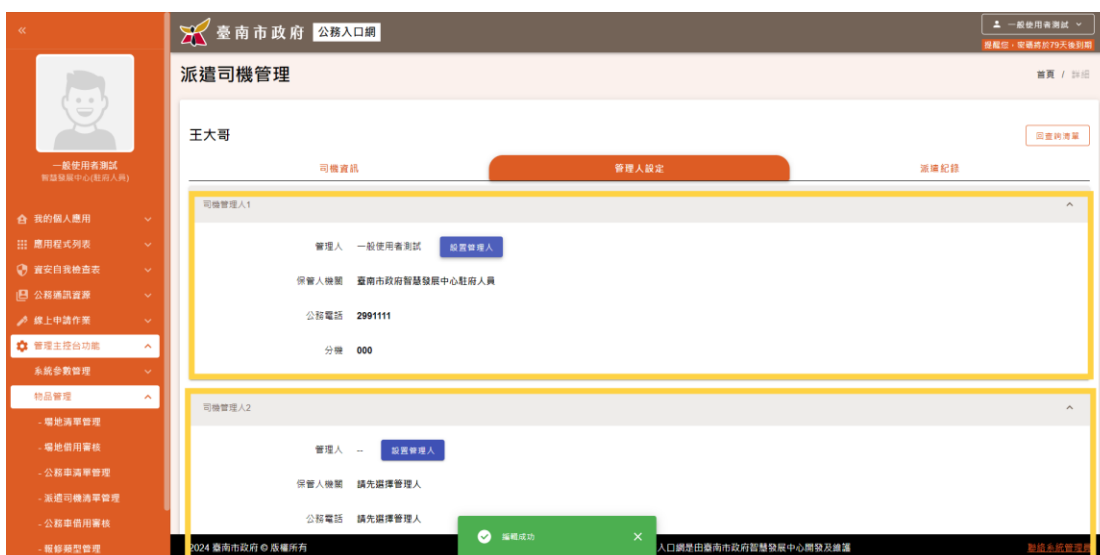 «
臺南市政府 公務入口網
一般使用者測試
提醒您，密碼將於79天後到期
派遣司機管理
首頁 / 詳細
王大哥
回查詢清單
一般使用者測試
智慧發展中心(駐府人員)
司機資訊
管理人設定
派遣紀錄
司機管理人1
管理人 一般使用者測試 設置管理人
保管人機關 臺南市政府智慧發展中心駐府人員
公務電話 2991111
分機 000
司機管理人2
管理人 -- 設置管理人
保管人機關 請先選擇管理人
公務電話 請先選擇管理人
編輯成功
2024 臺南市政府 © 版權所有
人口網是由臺南市政府智慧發展中心開發及維護
聯絡系統管理員
我的個人應用
應用程式列表
資安自我檢查表
公務通訊資源
線上申請作業
管理主控台功能
系統參數管理
物品管理
- 場地清單管理
- 場地借用審核
- 公務車清單管理
- 派遣司機清單管理
- 公務車借用審核
- 報修類型管理